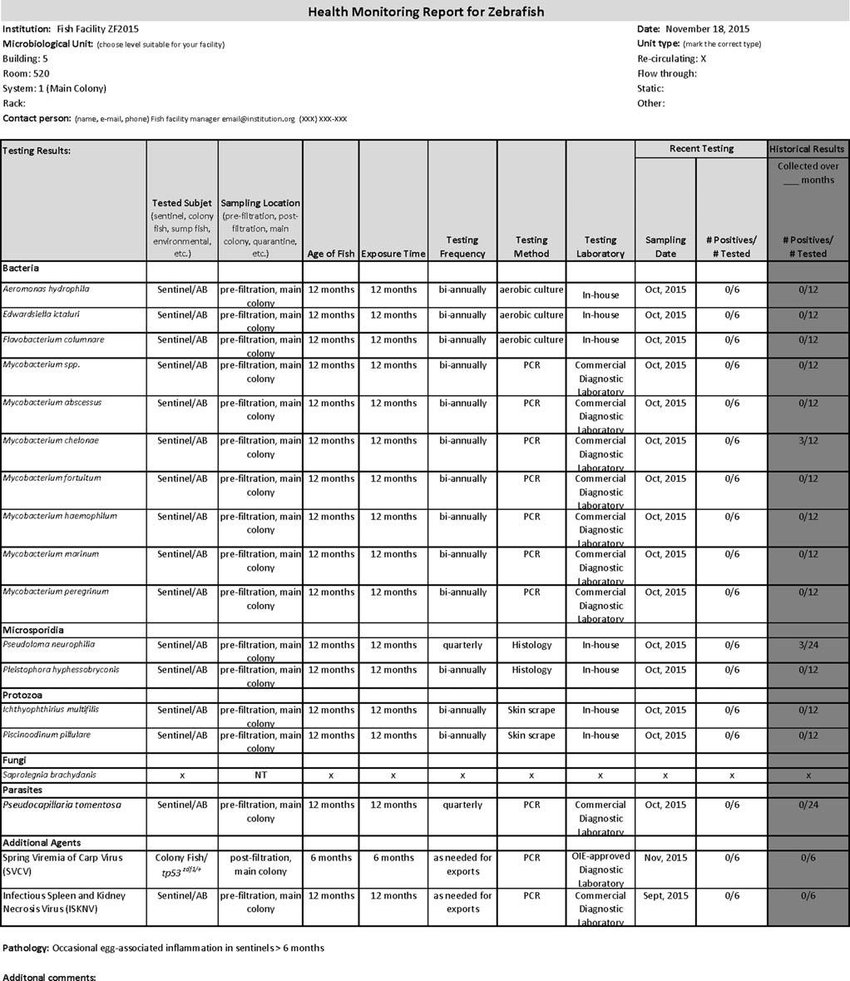 Health Monitoring Report for Zebrafish
Institution: Fish Facility ZF2015 Date: November 18, 2015
Microbiological Unit: (choose level suitable for your facility) Unit type: (mark the correct type)
Building: 5 Re-circulating: X
Room: 520 Flow through:
System: 1 (Main Colony) Static:
Rack: Other:
Contact person: (name, e-mail, phone) Fish facility manager email@institution.org (XXX) XXX-XXX
Testing Results: Recent Testing Historical Results
Collected over
___ months
Tested Subjet Sampling Location
(sentinel, colony (pre-filtration, post-
fish, sump fish, filtration, main
environmental, colony, quarantine, Testing Testing Testing Sampling # Positives/ # Positives/
etc.) etc.) Age of Fish Exposure Time Frequency Method Laboratory Date # Tested # Tested
Bacteria
Aeromonas hydrophila Sentinel/AB pre-filtration, main 12 months 12 months bi-annually aerobic culture In-house Oct, 2015 0/6 0/12
colony
Edwardsiella ictaluri Sentinel/AB pre-filtration, main 12 months 12 months bi-annually aerobic culture In-house Oct, 2015 0/6 0/12
colony
Flavobacterium columnare Sentinel/AB pre-filtration, main 12 months 12 months bi-annually aerobic culture In-house Oct, 2015 0/6 0/12
colony
Mycobacterium spp. Sentinel/AB pre-filtration, main 12 months 12 months bi-annually PCR Commercial Oct, 2015 0/6 0/12
colony Diagnostic
Laboratory
Mycobacterium abscessus Sentinel/AB pre-filtration, main 12 months 12 months bi-annually PCR Commercial Oct, 2015 0/6 0/12
colony Diagnostic
Laboratory
Mycobacterium chelonae Sentinel/AB pre-filtration, main 12 months 12 months bi-annually PCR Commercial Oct, 2015 0/6 3/12
colony Diagnostic
Laboratory
Mycobacterium fortuitum Sentinel/AB pre-filtration, main 12 months 12 months bi-annually PCR Commercial Oct, 2015 0/6 0/12
colony Diagnostic
Laboratory
Mycobacterium haemophilum Sentinel/AB pre-filtration, main 12 months 12 months bi-annually PCR Commercial Oct, 2015 0/6 0/12
colony Diagnostic
Laboratory
Mycobacterium marinum Sentinel/AB pre-filtration, main 12 months 12 months bi-annually PCR Commercial Oct, 2015 0/6 0/12
colony Diagnostic
Laboratory
Mycobacterium peregrinum Sentinel/AB pre-filtration, main 12 months 12 months bi-annually PCR Commercial Oct, 2015 0/6 0/12
colony Diagnostic
Laboratory
Microsporidia
Pseudoloma neurophilia Sentinel/AB pre-filtration, main 12 months 12 months quarterly Histology In-house Oct, 2015 0/6 3/24
colony
Pleistophora hyphessobryconis Sentinel/AB pre-filtration, main 12 months 12 months bi-annually Histology In-house Oct, 2015 0/6 0/12
colony
Protozoa
Ichthyophthirius multifilis Sentinel/AB pre-filtration, main 12 months 12 months bi-annually Skin scrape In-house Oct, 2015 0/6 0/12
colony
Piscinoodinum pillulare Sentinel/AB pre-filtration, main 12 months 12 months bi-annually Skin scrape In-house Oct, 2015 0/6 0/12
colony
Fungi
Saprolegnia brachydanis x NT x x x x x x x x
Parasites
Pseudocapillaria tomentosa Sentinel/AB pre-filtration, main 12 months 12 months quarterly PCR Commercial Oct, 2015 0/6 0/24
colony Diagnostic
Laboratory
Additional Agents
Spring Viremia of Carp Virus Colony Fish/ post-filtration, 6 months 6 months as needed for PCR OIE-approved Nov, 2015 0/6 0/6
(SVCV) tp53 zdf1/+ main colony exports Diagnostic
Laboratory
Infectious Spleen and Kidney Sentinel/AB pre-filtration, main 12 months 12 months as needed for PCR Commercial Sept, 2015 0/6 0/6
Necrosis Virus (ISKNV) colony exports Diagnostic
Laboratory
Pathology: Occasional egg-associated inflammation in sentinels > 6 months
Additonal comments: